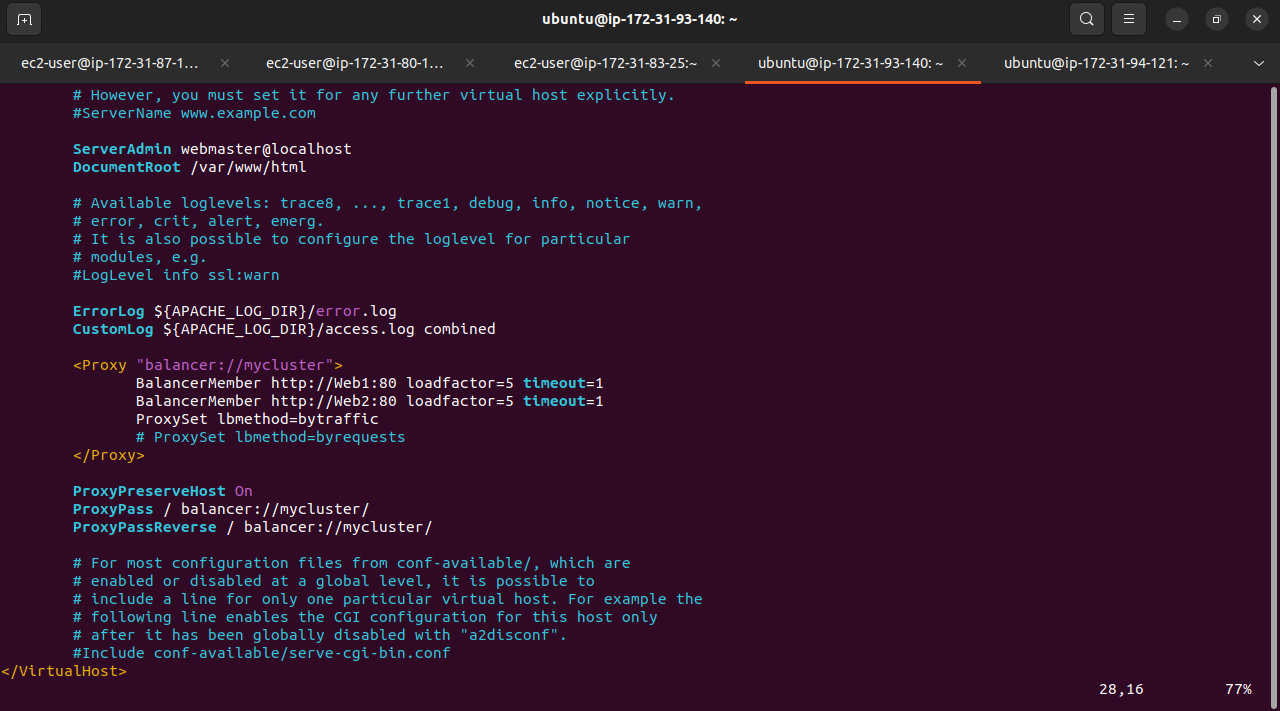 ubuntu@ip-172-31-93-140: ~
ec2-user@ip-172-31-87-1... ec2-user@ip-172-31-80-1... ec2-user@ip-172-31-83-25:~ ubuntu@ip-172-31-93-140: ~ ubuntu@ip-172-31-94-121: ~
# However, you must set it for any further virtual host explicitly.
#ServerName www.example.com
ServerAdmin webmaster@localhost
DocumentRoot /var/www/html
# Available loglevels: trace8, ..., trace1, debug, info, notice, warn,
# error, crit, alert, emerg.
# It is also possible to configure the loglevel for particular
# modules, e.g.
#LogLevel info ssl:warn
ErrorLog ${APACHE_LOG_DIR}/error.log
CustomLog ${APACHE_LOG_DIR}/access.log combined
<Proxy "balancer://mycluster">
BalancerMember http://Web1:80 loadfactor=5 timeout=1
BalancerMember http://Web2:80 loadfactor=5 timeout=1
ProxySet lbmethod=bytraffic
# ProxySet lbmethod=byrequests
</Proxy>
ProxyPreserveHost On
ProxyPass / balancer://mycluster/
ProxyPassReverse / balancer://mycluster/
# For most configuration files from conf-available/, which are
# enabled or disabled at a global level, it is possible to
# include a line for only one particular virtual host. For example the
# following line enables the CGI configuration for this host only
# after it has been globally disabled with "a2disconf".
#Include conf-available/serve-cgi-bin.conf
</VirtualHost>
28,16 77%